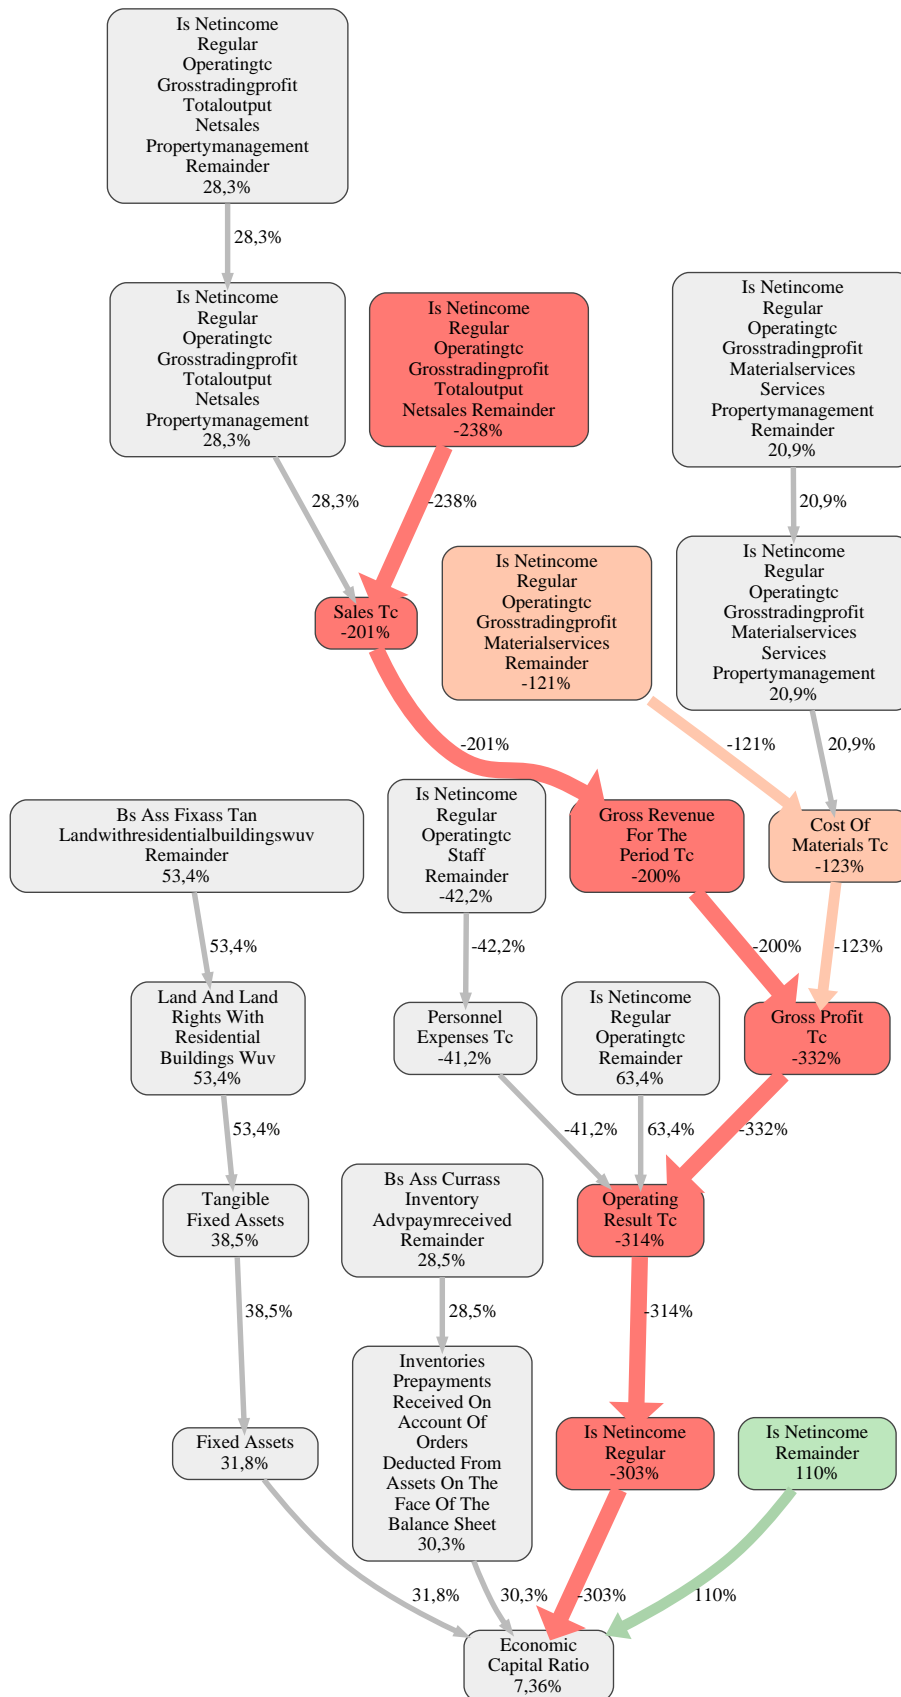 Is Netincome
Regular
Operatingtc
Grosstradingprofit
Totaloutput
Netsales
Propertymanagement
Remainder
28,3%
28,3%
Is Netincome
Regular
Operatingtc
Grosstradingprofit
Totaloutput
Netsales
Propertymanagement
28,3%
Is Netincome
Regular
Operatingtc
Grosstradingprofit
Totaloutput
Netsales Remainder
-238%
Is Netincome
Regular
Operatingtc
Grosstradingprofit
Materialservices
Services
Propertymanagement
Remainder
20,9%
28,3%
-238%
20,9%
Is Netincome
Regular
Operatingtc
Grosstradingprofit
Materialservices
Remainder
-121%
Is Netincome
Regular
Operatingtc
Grosstradingprofit
Materialservices
Services
Propertymanagement
20,9%
Sales Tc
-201%
-201%
-121%
20,9%
Bs Ass Fixass Tan
Landwithresidentialbuildingswuv
Remainder
53,4%
Is Netincome
Regular
Operatingtc
Staff
Remainder
-42,2%
Gross Revenue
For The
Period Tc
-200%
Cost Of
Materials Tc
-123%
53,4%
-42,2%
-200%
-123%
Land And Land
Rights With
Residential
Buildings Wuv
53,4%
Personnel
Expenses Tc
-41,2%
Is Netincome
Regular
Operatingtc
Remainder
63,4%
Gross Profit
Tc
-332%
53,4%
-41,2%
63,4%
-332%
Tangible
Fixed Assets
38,5%
Bs Ass Currass
Inventory
Advpaymreceived
Remainder
28,5%
Operating
Result Tc
-314%
38,5%
28,5%
-314%
Fixed Assets
31,8%
Inventories
Prepayments
Received On
Account Of
Orders
Deducted From
Assets On The
Face Of The
Balance Sheet
30,3%
Is Netincome
Regular
-303%
Is Netincome
Remainder
110%
31,8%
30,3%
-303%
110%
Economic
Capital Ratio
7,36%